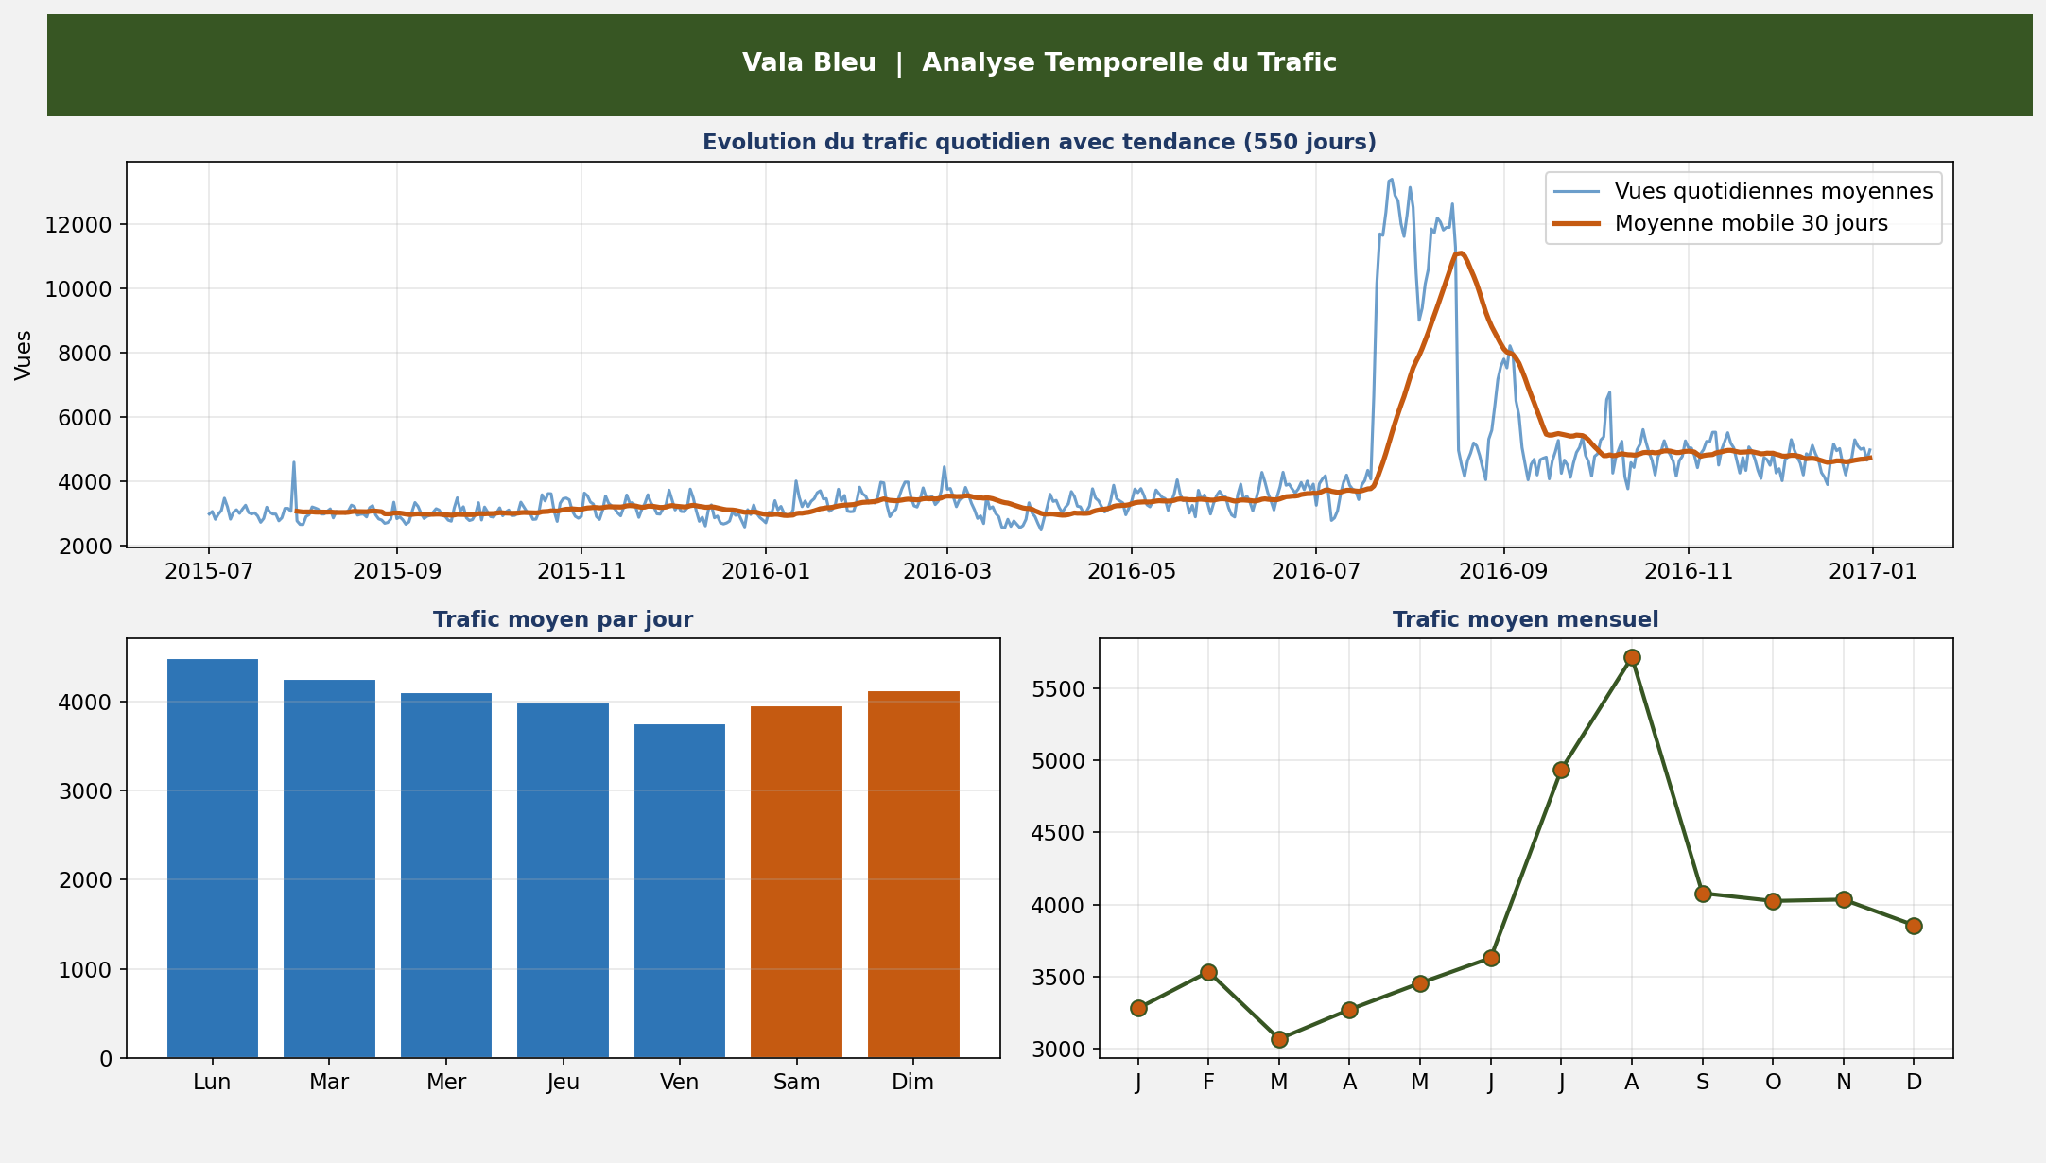 Vala Bleu | Analyse Temporelle du Trafic
Evolution du trafic quotidien avec tendance (550 jours)
Vues quotidiennes moyennes
Moyenne mobile 30 jours
Vues
12000
10000
8000
6000
4000
2000
2015-07 2015-09 2015-11 2016-01 2016-03 2016-05 2016-07 2016-09 2016-11 2017-01
Trafic moyen par jour
4000
3000
2000
1000
0
Lun Mar Mer Jeu Ven Sam Dim
Trafic moyen mensuel
5500
5000
4500
4000
3500
3000
J F M A M J J A S O N D